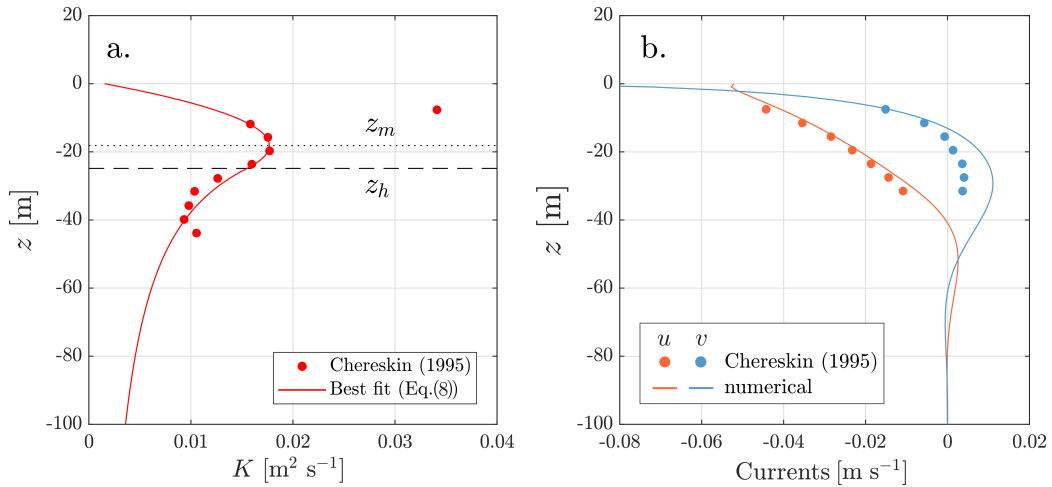 a.
20
0
-20
-40
-60
-80
-100
z [m]
z_m
z_h
Chereskin (1995)
Best fit (Eq.(8))
0 0.01 0.02 0.03 0.04
K [m² s⁻¹]
b.
20
0
-20
-40
-60
-80
-100
z [m]
u v
Chereskin (1995)
numerical
-0.08 -0.06 -0.04 -0.02 0 0.02
Currents [m s⁻¹]